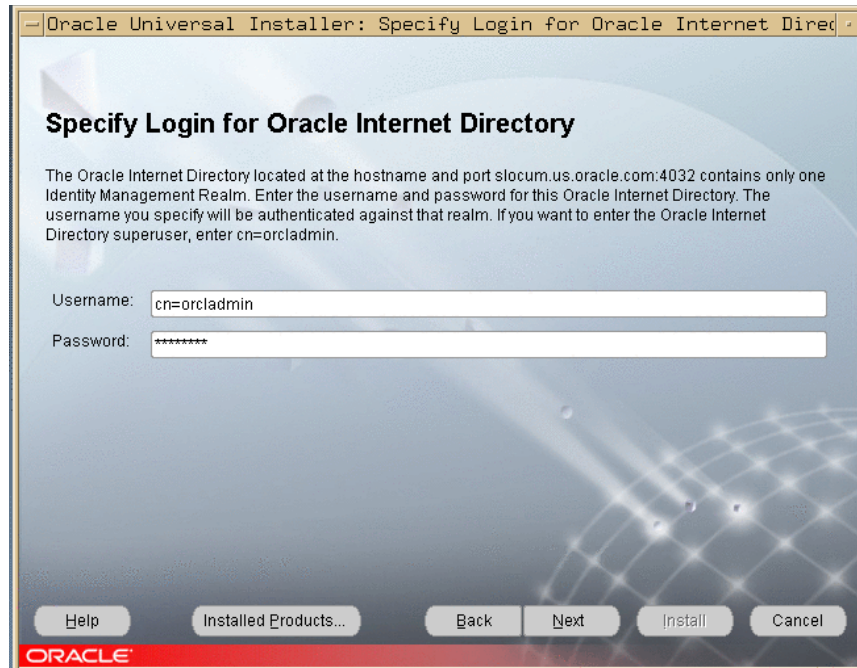 Oracle Universal Installer: Specify Login for Oracle Internet Direc
Specify Login for Oracle Internet Directory
The Oracle Internet Directory located at the hostname and port slocum.us.oracle.com:4032 contains only one
Identity Management Realm. Enter the username and password for this Oracle Internet Directory. The
username you specify will be authenticated against that realm. If you want to enter the Oracle Internet
Directory superuser, enter cn=orcladmin.
Username: cn=orcladmin
Password: ********
Help Installed Products... Back Next Install Cancel
ORACLE